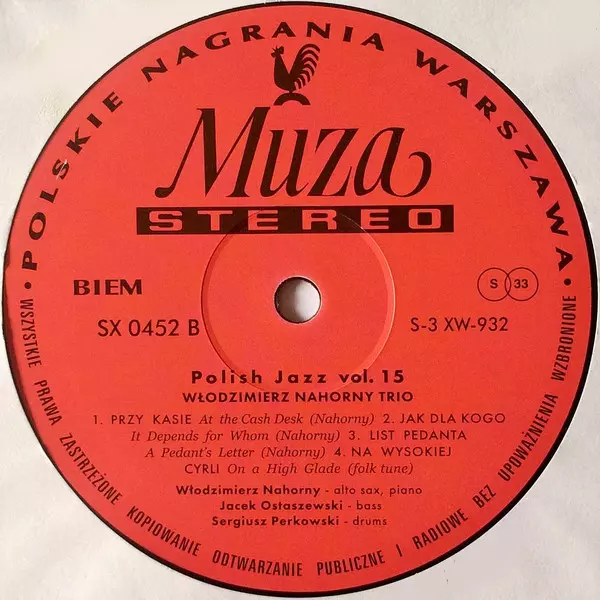 • POLSKIE NAGRANIA WARSZAWA •
Muza
STEREO
BIEM
S 33
SX 0452 B
S-3 XW-932
Polish Jazz vol. 15
WŁODZIMIERZ NAHORNY TRIO
1. PRZY KASIE At the Cash Desk (Nahorny) 2. JAK DLA KOGO
It Depends for Whom (Nahorny) 3. LIST PEDANTA
A Pedant's Letter (Nahorny) 4. NA WYSOKIEJ
CYRLI On a High Glade (folk tune)
Włodzimierz Nahorny - alto sax, piano
Jacek Ostaszewski - bass
Sergiusz Perkowski - drums
WSZYSTKIE PRAWA ZASTRZEŻONE KOPIOWANIE ODTWARZANIE PUBLICZNE I RADIOWE BEZ UPOWAŻNIENIA WZBRONIONE